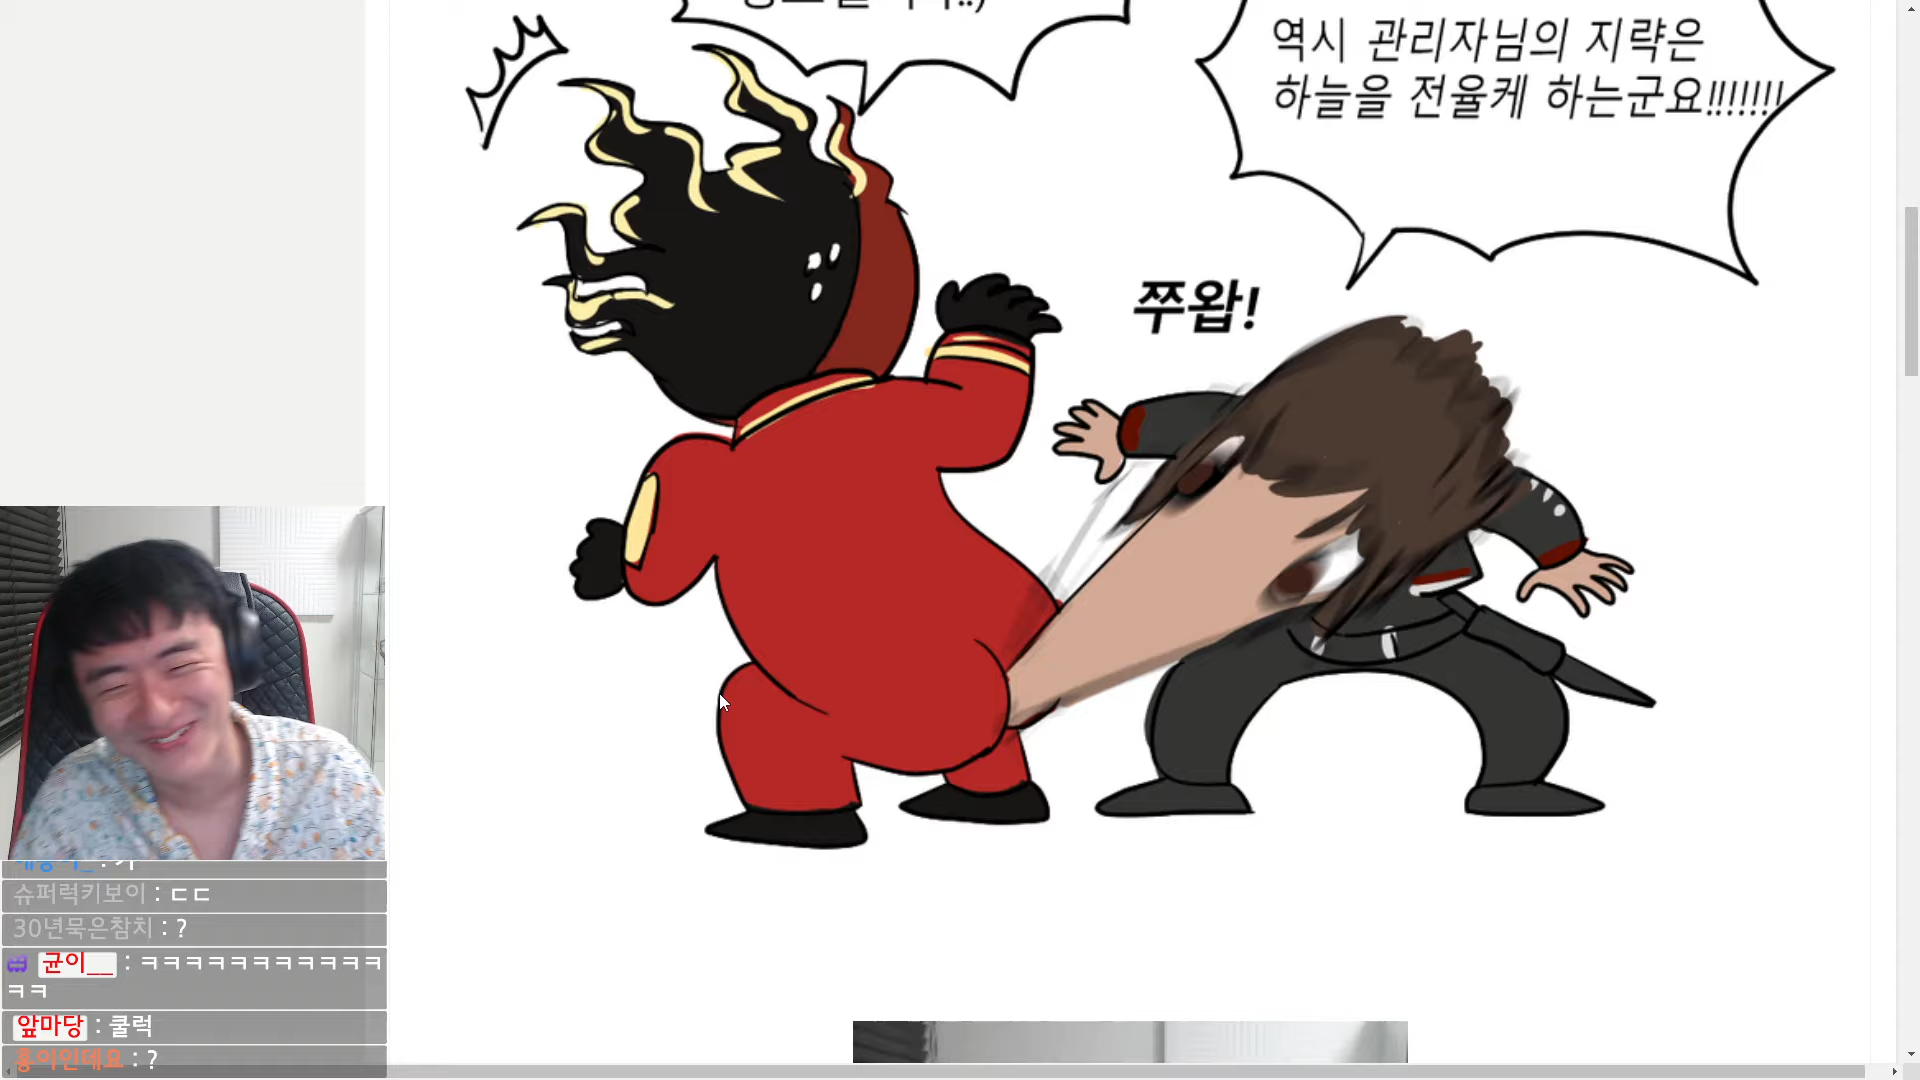 역시 관리자님의 지략은
하늘을 전율케 하는군요!!!!!!!
쭈왑!
슈퍼럭키보이 : ㄷㄷ
30년묵은참치 : ?
균이__ : ㅋㅋㅋㅋㅋㅋㅋㅋㅋㅋㅋ
ㅋㅋ
앞마당 : 쿨럭
흥이인데요 : ?